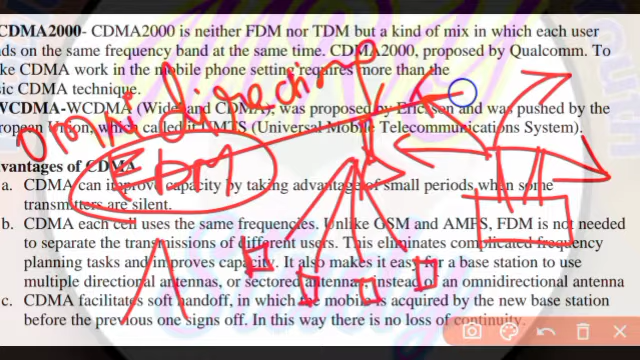 CDMA2000- CDMA2000 is neither FDM nor TDM but a kind of mix in which each user
nds on the same frequency band at the same time. CDMA2000, proposed by Qualcomm. To
ke CDMA work in the mobile phone setting requires more than the
sic CDMA technique.
WCDMA-WCDMA (Wideband CDMA), was proposed by Ericsson and was pushed by the
ropean Union, which called it UMTS (Universal Mobile Telecommunications System).
omnidirection
FDM
vantages of CDMA
a. CDMA can improve capacity by taking advantage of small periods when some
transmitters are silent.
b. CDMA each cell uses the same frequencies. Unlike GSM and AMPS, FDM is not needed
to separate the transmissions of different users. This eliminates complicated frequency
planning tasks and improves capacity. It also makes it easy for a base station to use
multiple directional antennas, or sectored antennas, instead of an omnidirectional antenna
c. CDMA facilitates soft handoff, in which the mobile is acquired by the new base station
before the previous one signs off. In this way there is no loss of continuity.